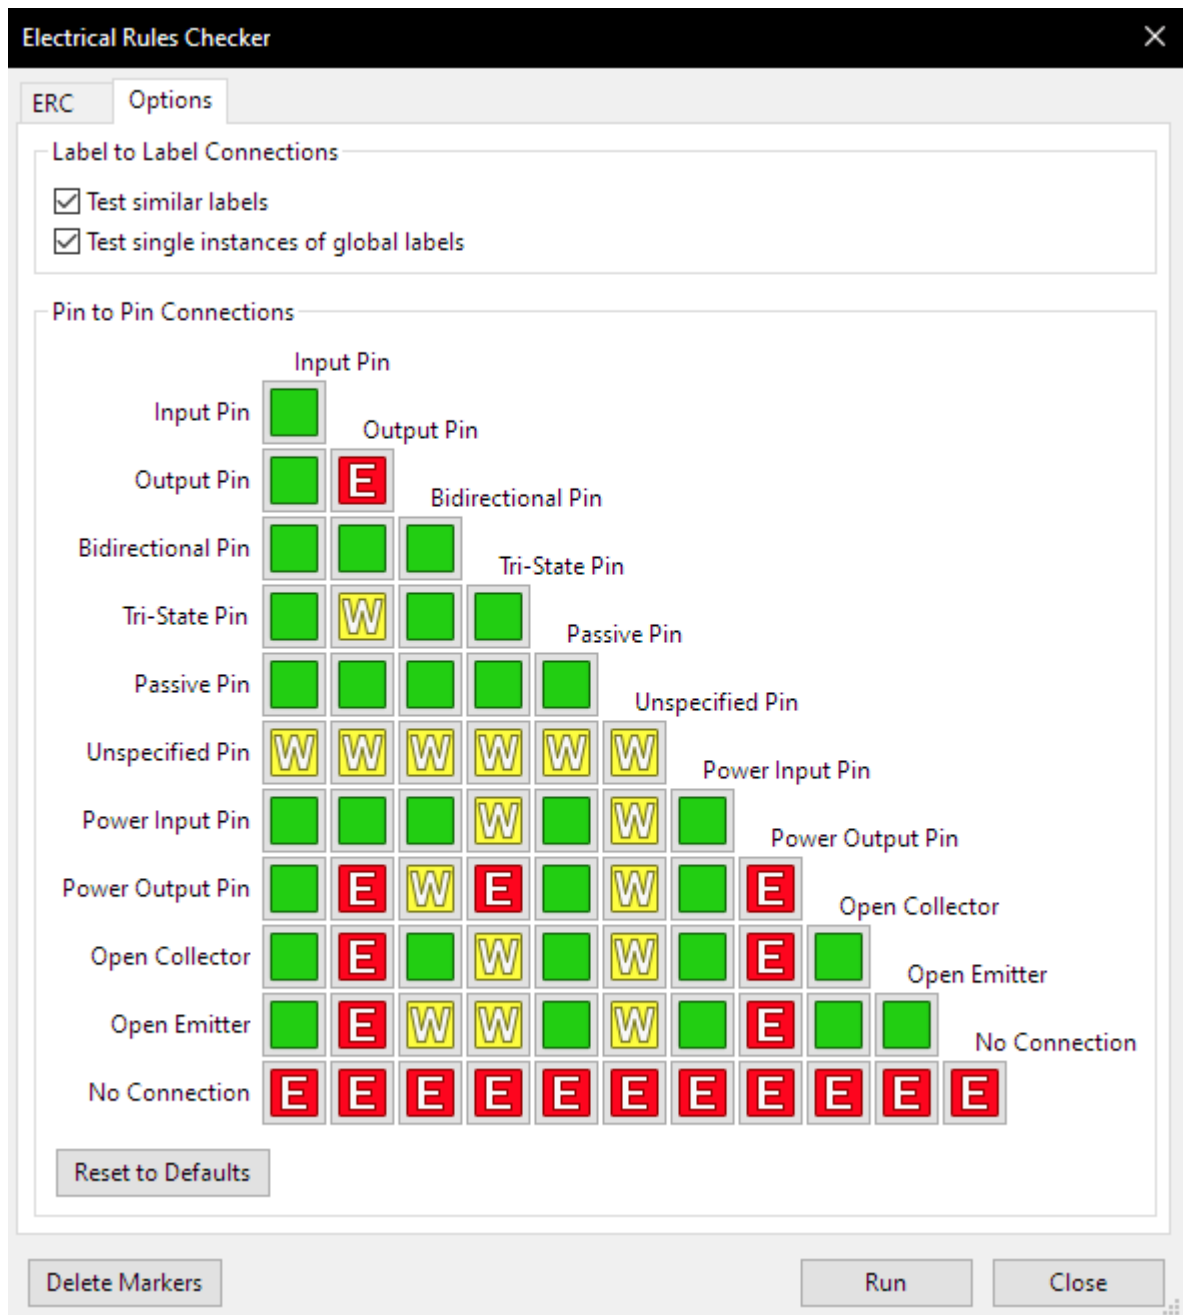 Electrical Rules Checker
ERC Options
Label to Label Connections
Test similar labels
Test single instances of global labels
Pin to Pin Connections
Input Pin
Input Pin
Output Pin
Output Pin E
Bidirectional Pin
Bidirectional Pin
Tri-State Pin
Tri-State Pin W
Passive Pin
Passive Pin
Unspecified Pin
Unspecified Pin W W W W W W
Power Input Pin
Power Input Pin W W
Power Output Pin
Power Output Pin E W E W E
Open Collector
Open Collector E W W E
Open Emitter
Open Emitter E W W W E
No Connection
No Connection E E E E E E E E E E E
Reset to Defaults
Delete Markers Run Close